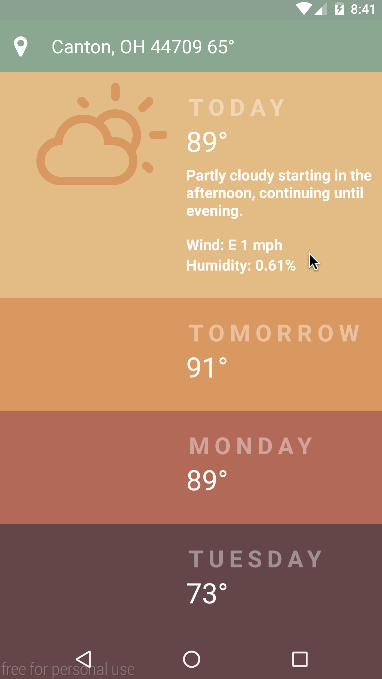 8:41
Canton, OH 44709 65°
TODAY
89°
Partly cloudy starting in the
afternoon, continuing until
evening.
Wind: E 1 mph
Humidity: 0.61%
TOMORROW
91°
MONDAY
89°
TUESDAY
73°
free for personal use